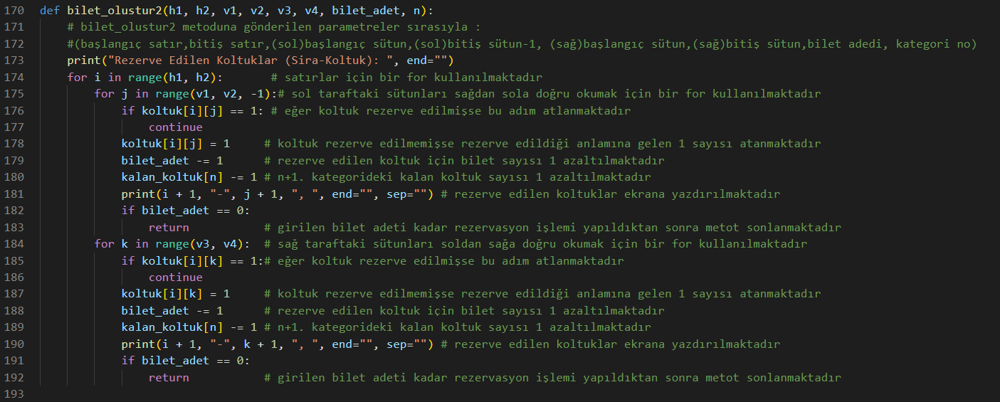 170 def bilet_olustur2(h1, h2, v1, v2, v3, v4, bilet_adet, n):
171     # bilet_olustur2 metoduna gönderilen parametreler sırasıyla :
172     #(başlangıç satır,bitiş satır,(sol)başlangıç sütun,(sol)bitiş sütun-1, (sağ)başlangıç sütun,(sağ)bitiş sütun,bilet adedi, kategori no)
173     print("Rezerve Edilen Koltuklar (Sira-Koltuk): ", end="")
174     for i in range(h1, h2):       # satırlar için bir for kullanılmaktadır
175         for j in range(v1, v2, -1):# sol taraftaki sütunları sağdan sola doğru okumak için bir for kullanılmaktadır
176             if koltuk[i][j] == 1: # eğer koltuk rezerve edilmişse bu adım atlanmaktadır
177                 continue
178             koltuk[i][j] = 1     # koltuk rezerve edilmemişse rezerve edildiği anlamına gelen 1 sayısı atanmaktadır
179             bilet_adet -= 1      # rezerve edilen koltuk için bilet sayısı 1 azaltılmaktadır
180             kalan_koltuk[n] -= 1 # n+1. kategorideki kalan koltuk sayısı 1 azaltılmaktadır
181             print(i + 1, "-", j + 1, ", ", end="", sep="") # rezerve edilen koltuklar ekrana yazdırılmaktadır
182             if bilet_adet == 0:
183                 return           # girilen bilet adeti kadar rezervasyon işlemi yapıldıktan sonra metot sonlanmaktadır
184         for k in range(v3, v4):  # sağ taraftaki sütunları soldan sağa doğru okumak için bir for kullanılmaktadır
185             if koltuk[i][k] == 1:# eğer koltuk rezerve edilmişse bu adım atlanmaktadır
186                 continue
187             koltuk[i][k] = 1     # koltuk rezerve edilmemişse rezerve edildiği anlamına gelen 1 sayısı atanmaktadır
188             bilet_adet -= 1      # rezerve edilen koltuk için bilet sayısı 1 azaltılmaktadır
189             kalan_koltuk[n] -= 1 # n+1. kategorideki kalan koltuk sayısı 1 azaltılmaktadır
190             print(i + 1, "-", k + 1, ", ", end="", sep="") # rezerve edilen koltuklar ekrana yazdırılmaktadır
191             if bilet_adet == 0:
192                 return           # girilen bilet adeti kadar rezervasyon işlemi yapıldıktan sonra metot sonlanmaktadır
193